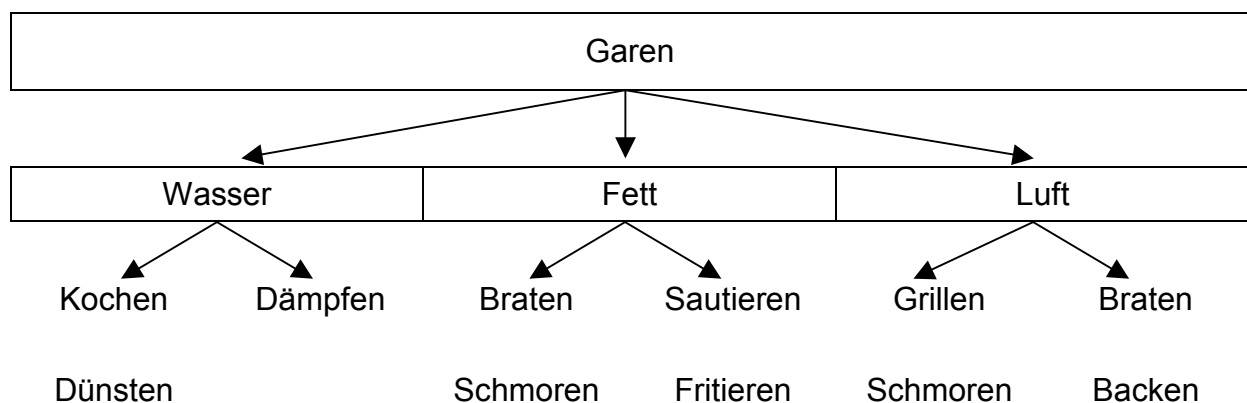 Garen
Wasser Fett Luft
Kochen Dämpfen Braten Sautieren Grillen Braten
Dünsten Schmoren Fritieren Schmoren Backen